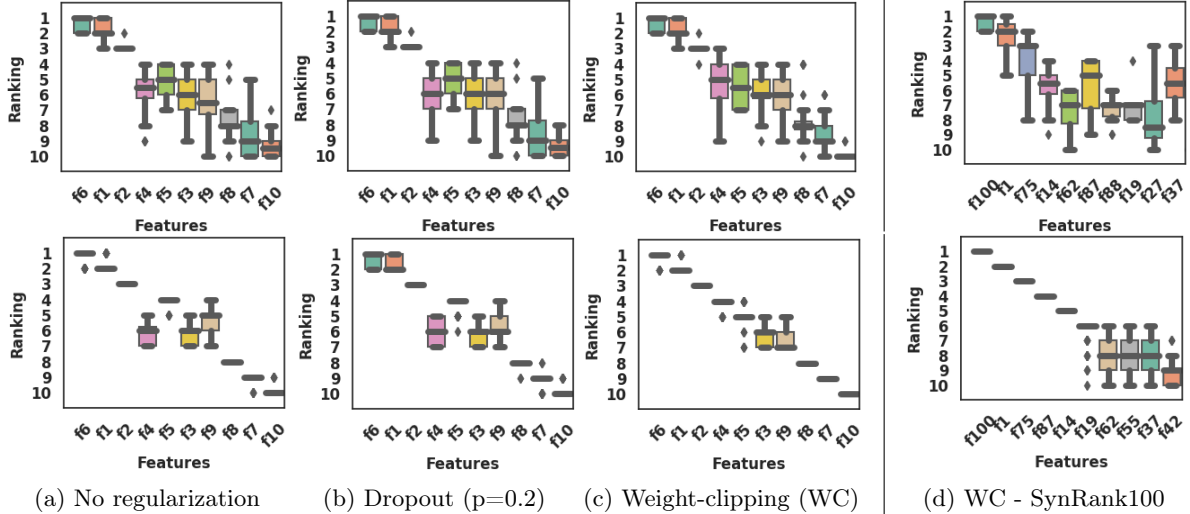 Ranking
1
2
3
4
5
6
7
8
9
10
f6 f1 f2 f4 f5 f3 f9 f8 f7 f10
Features
Ranking
1
2
3
4
5
6
7
8
9
10
f6 f1 f2 f4 f5 f3 f9 f8 f7 f10
Features
Ranking
1
2
3
4
5
6
7
8
9
10
f6 f1 f2 f4 f5 f3 f9 f8 f7 f10
Features
Ranking
1
2
3
4
5
6
7
8
9
10
f100 f1 f75 f14 f62 f87 f88 f19 f27 f37
Features
Ranking
1
2
3
4
5
6
7
8
9
10
f6 f1 f2 f4 f5 f3 f9 f8 f7 f10
Features
Ranking
1
2
3
4
5
6
7
8
9
10
f6 f1 f2 f4 f5 f3 f9 f8 f7 f10
Features
Ranking
1
2
3
4
5
6
7
8
9
10
f6 f1 f2 f4 f5 f3 f9 f8 f7 f10
Features
Ranking
1
2
3
4
5
6
7
8
9
10
f100 f1 f75 f87 f14 f19 f62 f55 f37 f42
Features
(a) No regularization
(b) Dropout (p=0.2)
(c) Weight-clipping (WC)
(d) WC - SynRank100